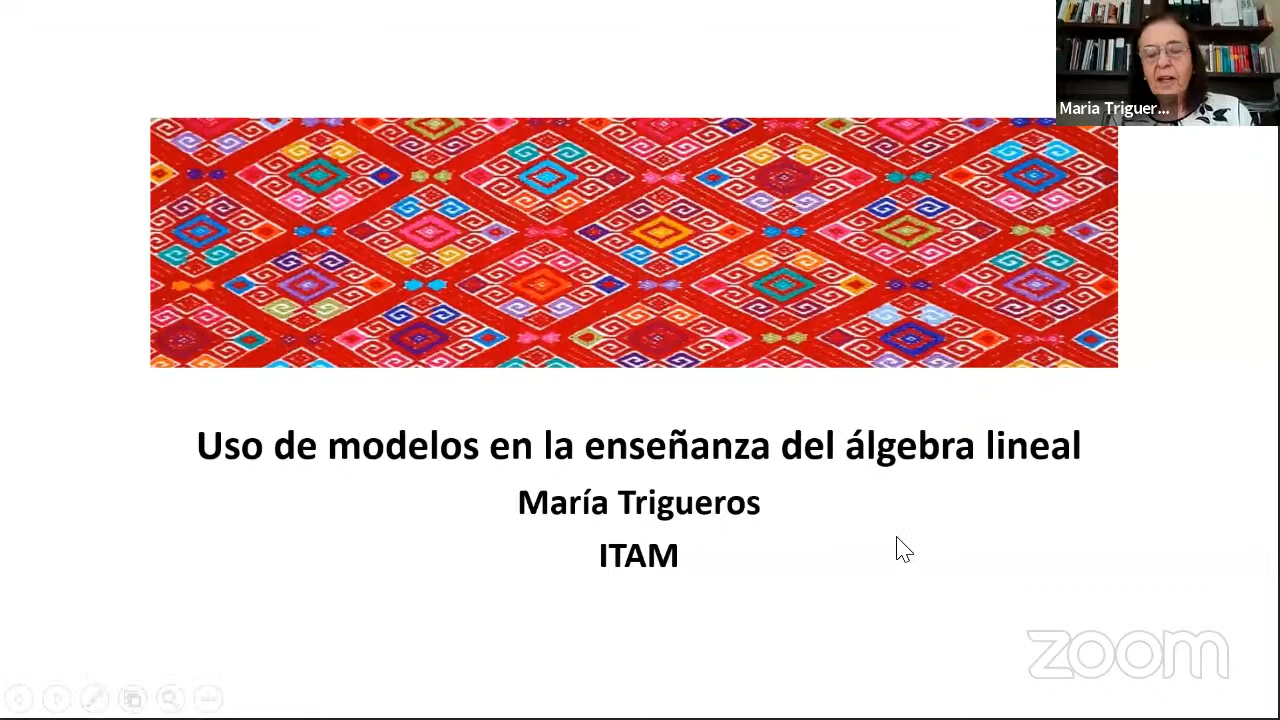 Maria Triguer...
Uso de modelos en la enseñanza del álgebra lineal
María Trigueros
ITAM
zoom